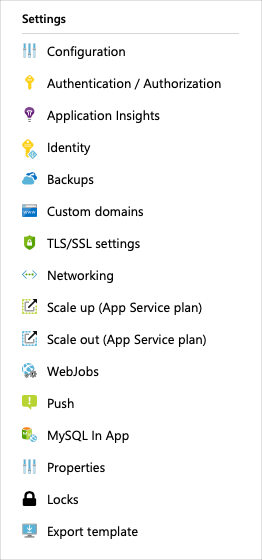 Settings
Configuration
Authentication / Authorization
Application Insights
Identity
Backups
www
Custom domains
TLS/SSL settings
Networking
Scale up (App Service plan)
Scale out (App Service plan)
WebJobs
Push
MySQL In App
Properties
Locks
Export template